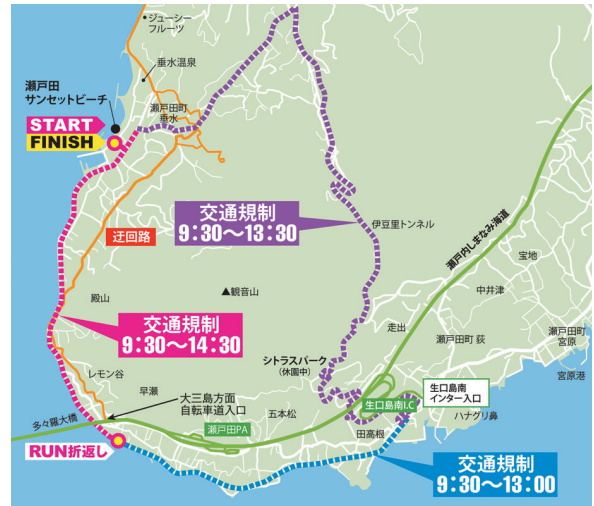 ジューシー
フルーツ
垂水温泉
瀬戸田
サンセットビーチ
瀬戸田町
垂水
START
FINISH
交通規制
9:30〜13:30
伊豆里トンネル
瀬戸内しまなみ海道
迂回路
宝地
中井津
殿山
▲観音山
走出
瀬戸田町 荻
瀬戸田町
宮原
交通規制
9:30〜14:30
シトラスパーク
(休園中)
宮原港
レモン谷
早瀬
大三島方面
自転車道入口
五本松
生口島南I.C
生口島南
インター入口
ハナグリ鼻
多々羅大橋
瀬戸田PA
田高根
RUN折返し
交通規制
9:30〜13:00